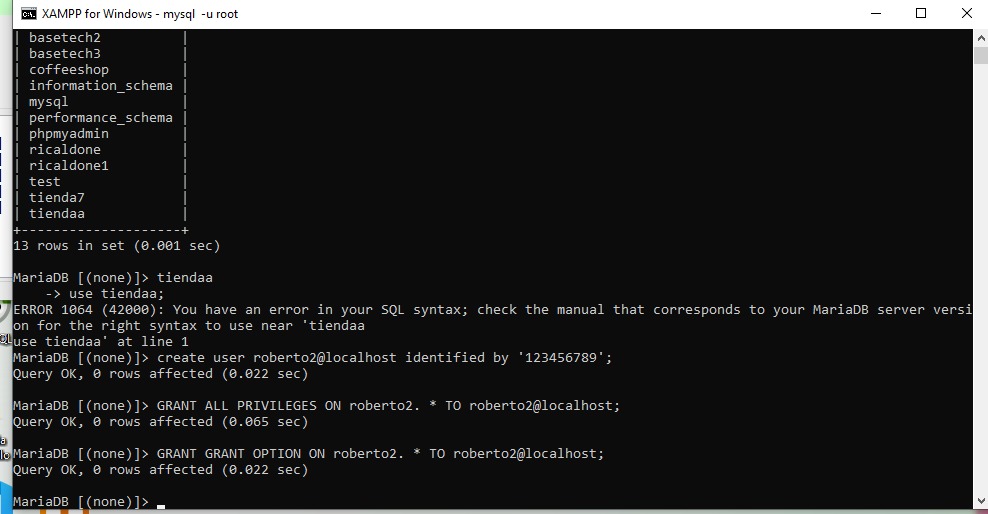 XAMPP for Windows - mysql  -u root
| basetech2          |
| basetech3          |
| coffeeshop         |
| information_schema |
| mysql              |
| performance_schema |
| phpmyadmin         |
| ricaldone          |
| ricaldone1         |
| test               |
| tienda7            |
| tiendaa            |
+--------------------+
13 rows in set (0.001 sec)
MariaDB [(none)]> tiendaa
    -> use tiendaa;
ERROR 1064 (42000): You have an error in your SQL syntax; check the manual that corresponds to your MariaDB server versi
on for the right syntax to use near 'tiendaa
use tiendaa' at line 1
MariaDB [(none)]> create user roberto2@localhost identified by '123456789';
Query OK, 0 rows affected (0.022 sec)
MariaDB [(none)]> GRANT ALL PRIVILEGES ON roberto2. * TO roberto2@localhost;
Query OK, 0 rows affected (0.065 sec)
MariaDB [(none)]> GRANT GRANT OPTION ON roberto2. * TO roberto2@localhost;
Query OK, 0 rows affected (0.022 sec)
MariaDB [(none)]>